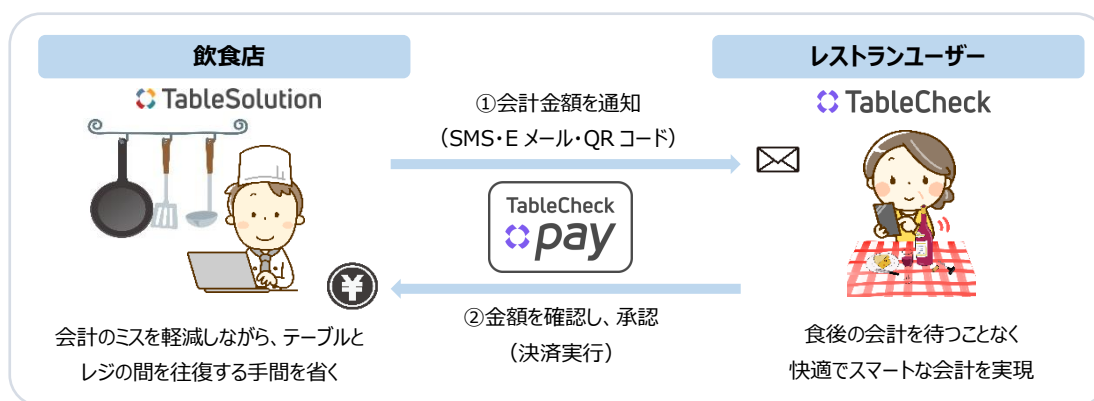 飲食店
TableSolution
会計のミスを軽減しながら、テーブルと
レジの間を往復する手間を省く
①会計金額を通知
（SMS・E メール・QR コード）
TableCheck
pay
②金額を確認し、承認
（決済実行）
レストランユーザー
TableCheck
食後の会計を待つことなく
快適でスマートな会計を実現
¥